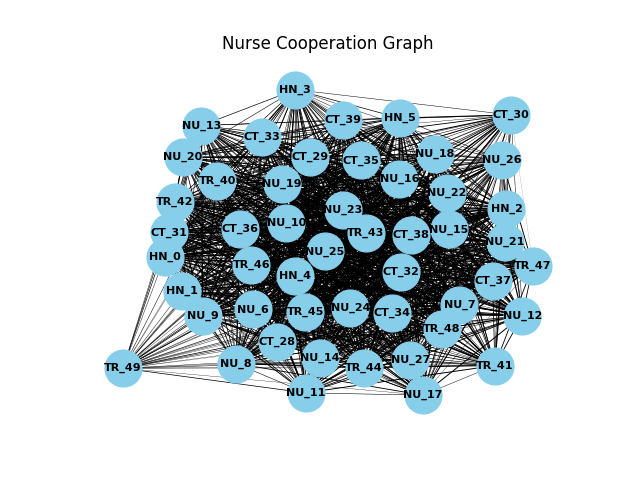 Nurse Cooperation Graph
HN_3
CT_30
HN_5
CT_39
NU_13
CT_33
NU_18
NU_20
CT_29
CT_35
NU_26
TR_40
NU_19
NU_16
NU_22
TR_42
NU_23
HN_2
NU_10
CT_36
CT_31
TR_43
CT_38
NU_15
NU_21
NU_25
HN_0
TR_46
TR_47
HN_4
CT_32
CT_37
HN_1
NU_9
NU_6
TR_45
NU_24
CT_34
NU_7
NU_12
TR_48
CT_28
NU_14
NU_27
TR_49
NU_8
TR_44
TR_41
NU_11
NU_17